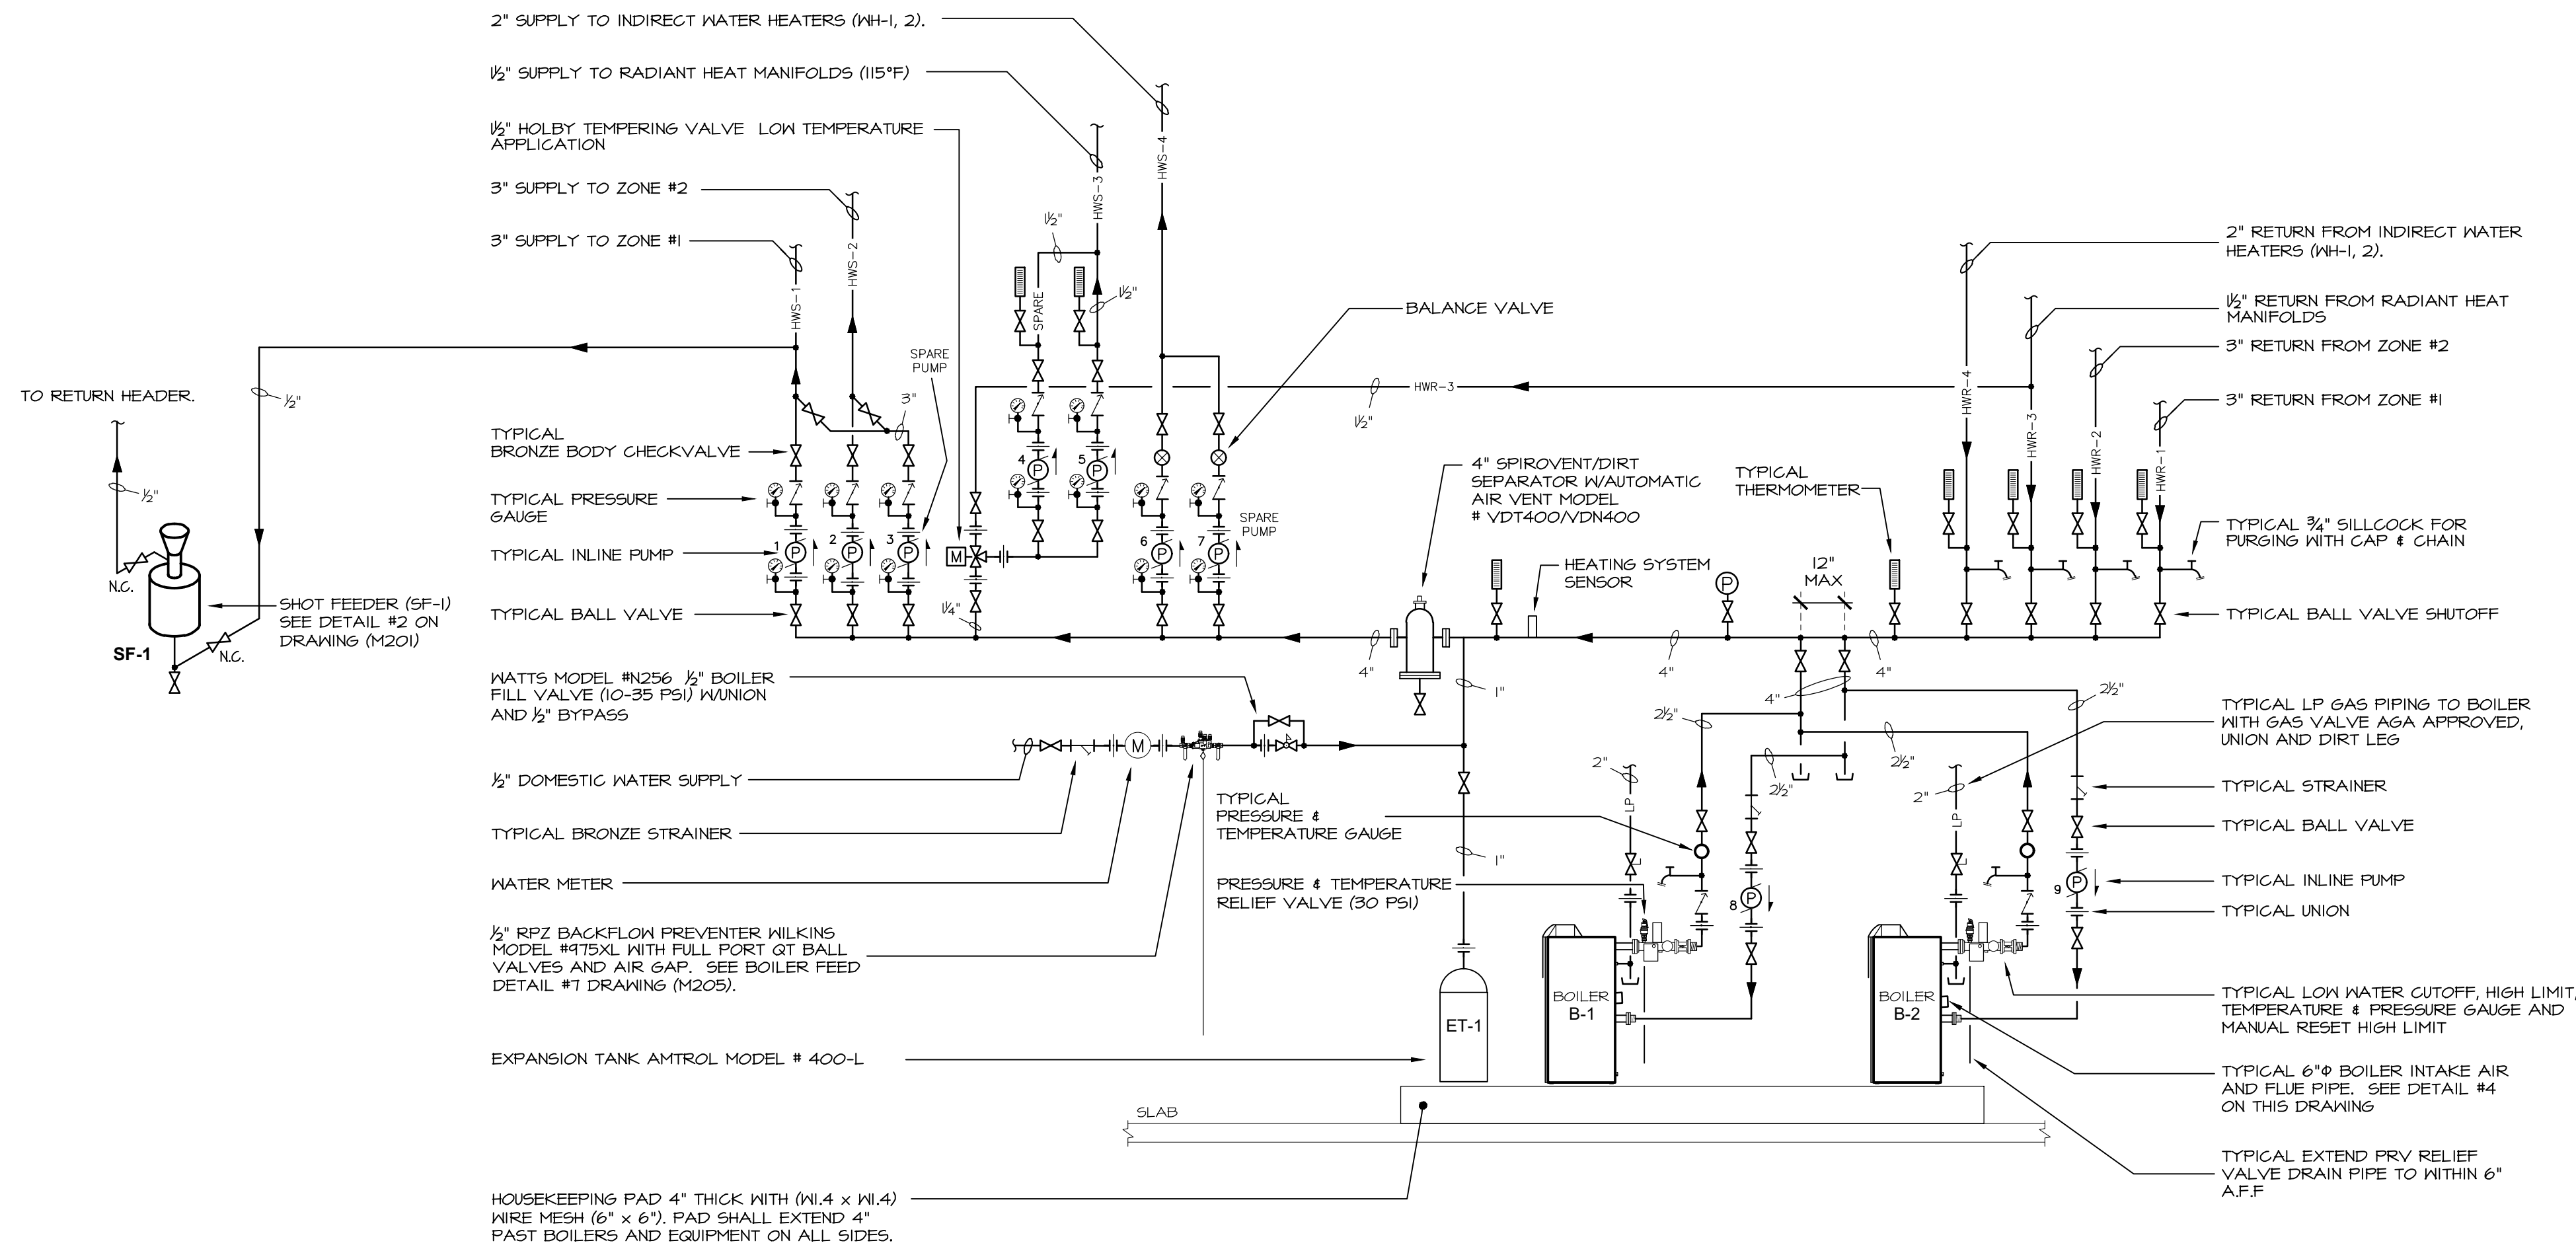 2" SUPPLY TO INDIRECT WATER HEATERS (WH-1, 2).
1½" SUPPLY TO RADIANT HEAT MANIFOLDS (115°F)
1½" HOLBY TEMPERING VALVE LOW TEMPERATURE
APPLICATION
3" SUPPLY TO ZONE #2
3" SUPPLY TO ZONE #1
HWS-1
HWS-2
SPARE
HWS-3
HWS-4
1½"
1½"
SPARE
PUMP
3"
TO RETURN HEADER.
½"
½"
N.C.
N.C.
SF-1
SHOT FEEDER (SF-1)
SEE DETAIL #2 ON
DRAWING (M201)
TYPICAL
BRONZE BODY CHECKVALVE
TYPICAL PRESSURE
GAUGE
TYPICAL INLINE PUMP
TYPICAL BALL VALVE
1
P
2
P
3
P
M
1¼"
4
P
5
P
6
P
7
P
SPARE
PUMP
BALANCE VALVE
HWR-3
1½"
4" SPIROVENT/DIRT
SEPARATOR W/AUTOMATIC
AIR VENT MODEL
# VDT400/VDN400
HEATING SYSTEM
SENSOR
P
TYPICAL
THERMOMETER
12"
MAX
HWR-4
HWR-3
HWR-2
HWR-1
2" RETURN FROM INDIRECT WATER
HEATERS (WH-1, 2).
1½" RETURN FROM RADIANT HEAT
MANIFOLDS
3" RETURN FROM ZONE #2
3" RETURN FROM ZONE #1
TYPICAL ¾" SILLCOCK FOR
PURGING WITH CAP & CHAIN
TYPICAL BALL VALVE SHUTOFF
4"
4"
4"
4"
1"
WATTS MODEL #N256 ½" BOILER
FILL VALVE (10-35 PSI) W/UNION
AND ½" BYPASS
½" DOMESTIC WATER SUPPLY
M
TYPICAL BRONZE STRAINER
WATER METER
½" RPZ BACKFLOW PREVENTER WILKINS
MODEL #975XL WITH FULL PORT QT BALL
VALVES AND AIR GAP. SEE BOILER FEED
DETAIL #7 DRAWING (M205).
EXPANSION TANK AMTROL MODEL # 400-L
TYPICAL
PRESSURE &
TEMPERATURE GAUGE
PRESSURE & TEMPERATURE
RELIEF VALVE (30 PSI)
1"
2"
LP
2½"
2½"
2½"
2½"
2"
LP
8
P
9
P
ET-1
BOILER
B-1
BOILER
B-2
SLAB
TYPICAL LP GAS PIPING TO BOILER
WITH GAS VALVE AGA APPROVED,
UNION AND DIRT LEG
TYPICAL STRAINER
TYPICAL BALL VALVE
TYPICAL INLINE PUMP
TYPICAL UNION
TYPICAL LOW WATER CUTOFF, HIGH LIMIT,
TEMPERATURE & PRESSURE GAUGE AND
MANUAL RESET HIGH LIMIT
TYPICAL 6"Φ BOILER INTAKE AIR
AND FLUE PIPE. SEE DETAIL #4
ON THIS DRAWING
TYPICAL EXTEND PRV RELIEF
VALVE DRAIN PIPE TO WITHIN 6"
A.F.F
HOUSEKEEPING PAD 4" THICK WITH (W1.4 x W1.4)
WIRE MESH (6" x 6"). PAD SHALL EXTEND 4"
PAST BOILERS AND EQUIPMENT ON ALL SIDES.